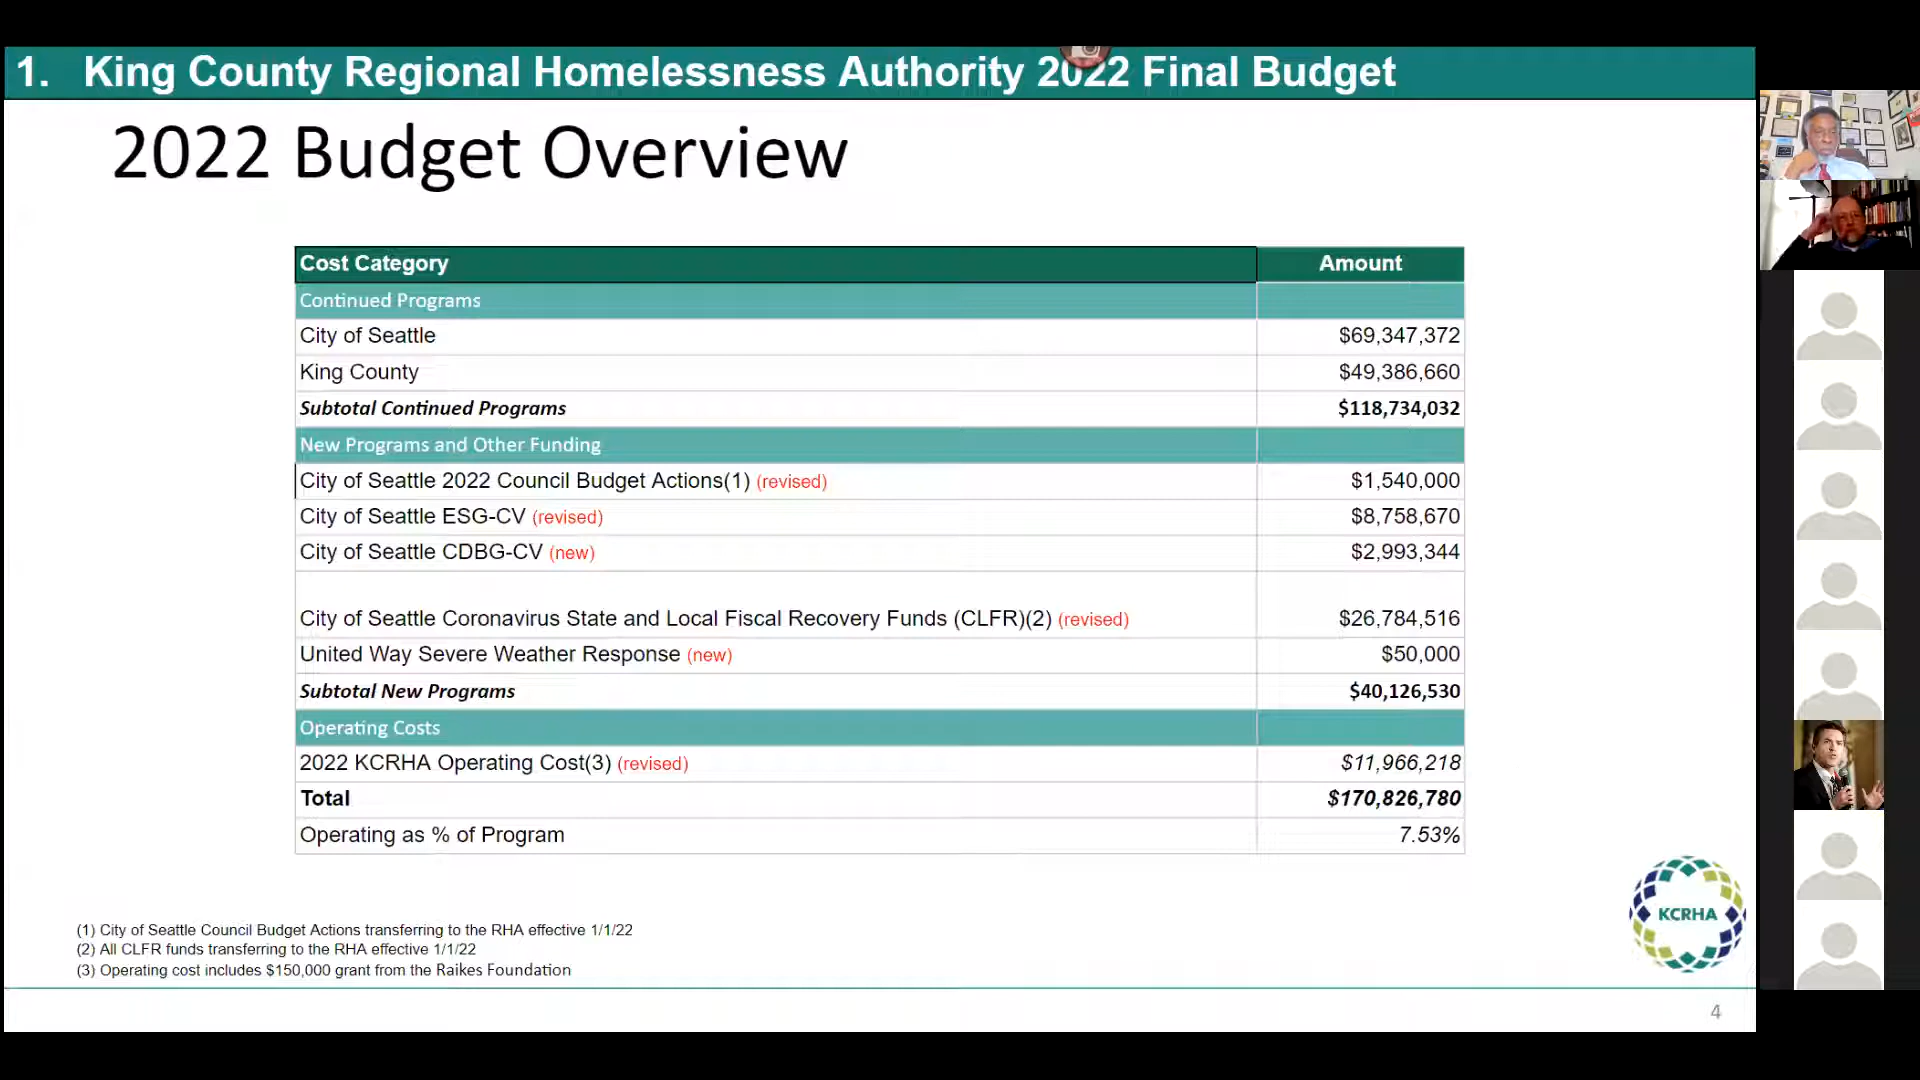 1. King County Regional Homelessness Authority 2022 Final Budget
2022 Budget Overview
Cost Category Amount
Continued Programs
City of Seattle $69,347,372
King County $49,386,660
Subtotal Continued Programs $118,734,032
New Programs and Other Funding
City of Seattle 2022 Council Budget Actions(1) (revised) $1,540,000
City of Seattle ESG-CV (revised) $8,758,670
City of Seattle CDBG-CV (new) $2,993,344
City of Seattle Coronavirus State and Local Fiscal Recovery Funds (CLFR)(2) (revised) $26,784,516
United Way Severe Weather Response (new) $50,000
Subtotal New Programs $40,126,530
Operating Costs
2022 KCRHA Operating Cost(3) (revised) $11,966,218
Total $170,826,780
Operating as % of Program 7.53%
KCRHA
(1) City of Seattle Council Budget Actions transferring to the RHA effective 1/1/22
(2) All CLFR funds transferring to the RHA effective 1/1/22
(3) Operating cost includes $150,000 grant from the Raikes Foundation
4